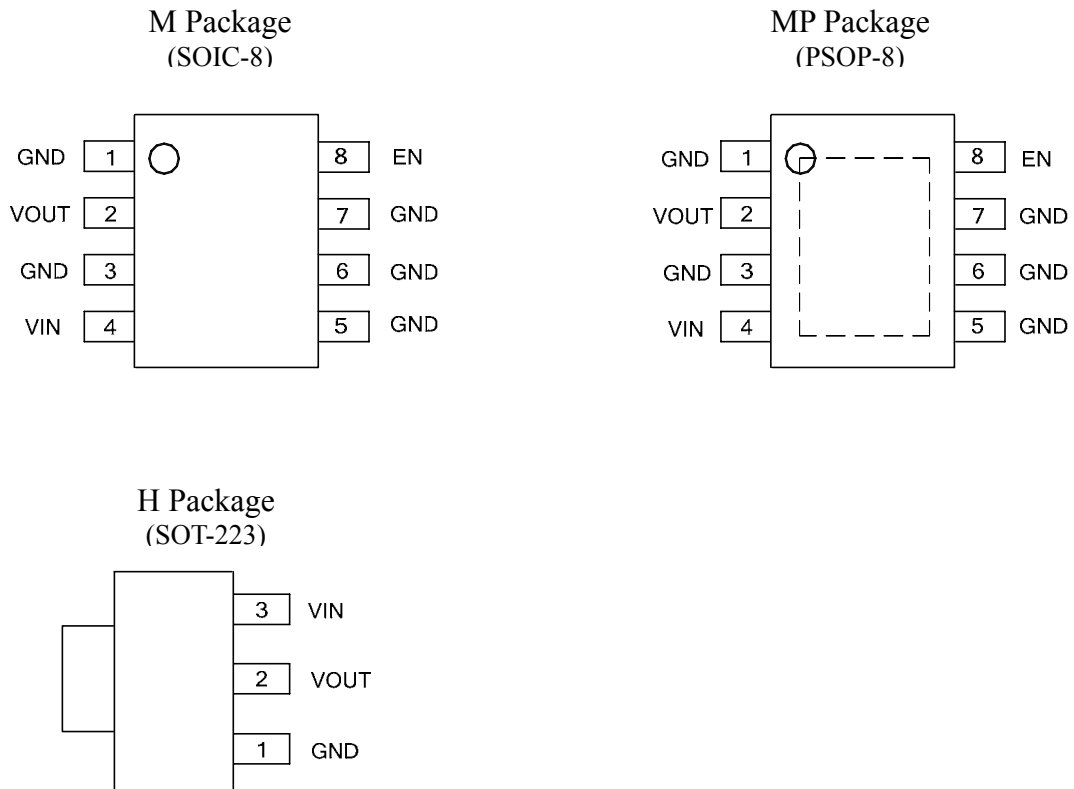 M Package
(SOIC-8)
GND 1 8 EN
VOUT 2 7 GND
GND 3 6 GND
VIN 4 5 GND
MP Package
(PSOP-8)
GND 1 8 EN
VOUT 2 7 GND
GND 3 6 GND
VIN 4 5 GND
H Package
(SOT-223)
3 VIN
2 VOUT
1 GND